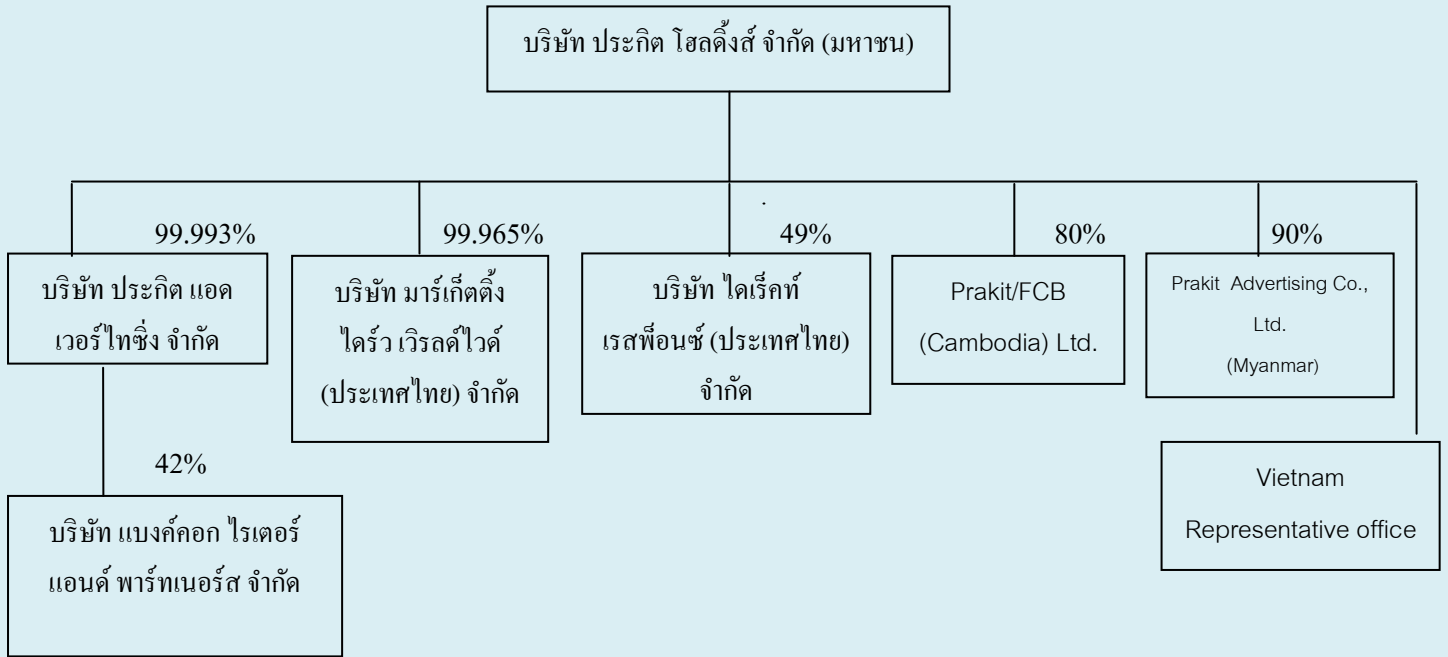 บริษัท ประกิต โฮลดิ้งส์ จำกัด (มหาชน)
99.993%
99.965%
49%
80%
90%
บริษัท ประกิต แอด
เวอร์ไทซิ่ง จำกัด
บริษัท มาร์เก็ตติ้ง
ไดร์ว เวิรลด์ไวด์
(ประเทศไทย) จำกัด
บริษัท ไดเร็คท์
เรสพ็อนซ์ (ประเทศไทย)
จำกัด
Prakit/FCB
(Cambodia) Ltd.
Prakit Advertising Co.,
Ltd.
(Myanmar)
42%
บริษัท แบงค์คอก ไรเตอร์
แอนด์ พาร์ทเนอร์ส จำกัด
Vietnam
Representative office